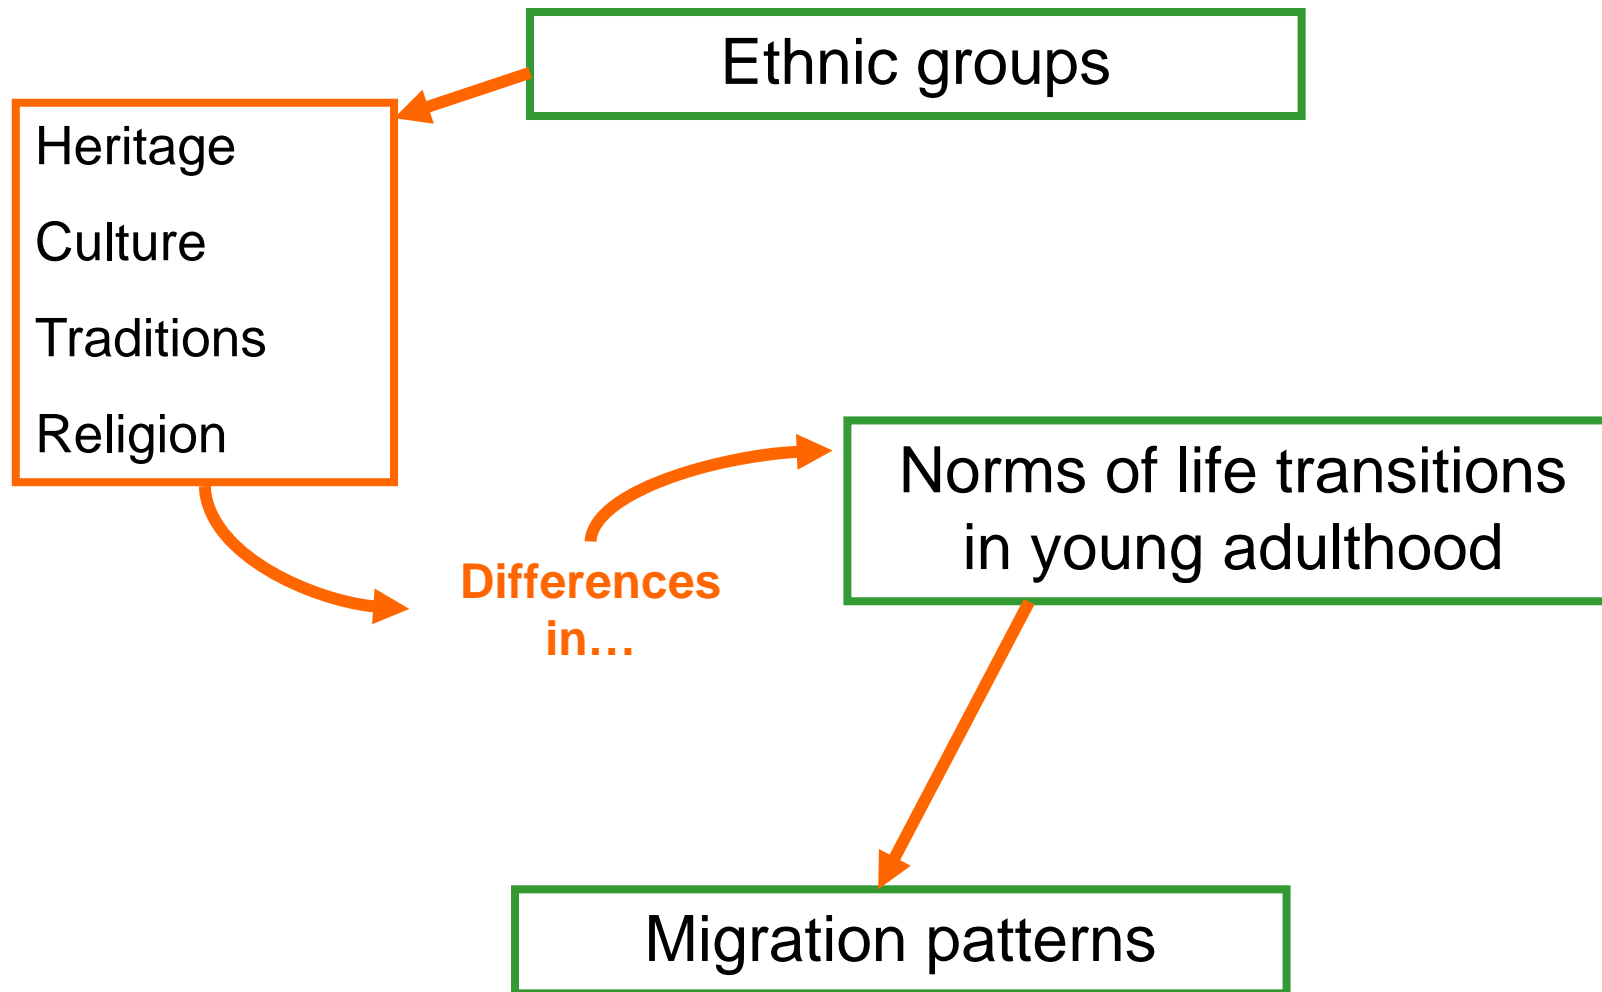 Ethnic groups
Heritage
Culture
Traditions
Religion
Differences
in…
Norms of life transitions
in young adulthood
Migration patterns